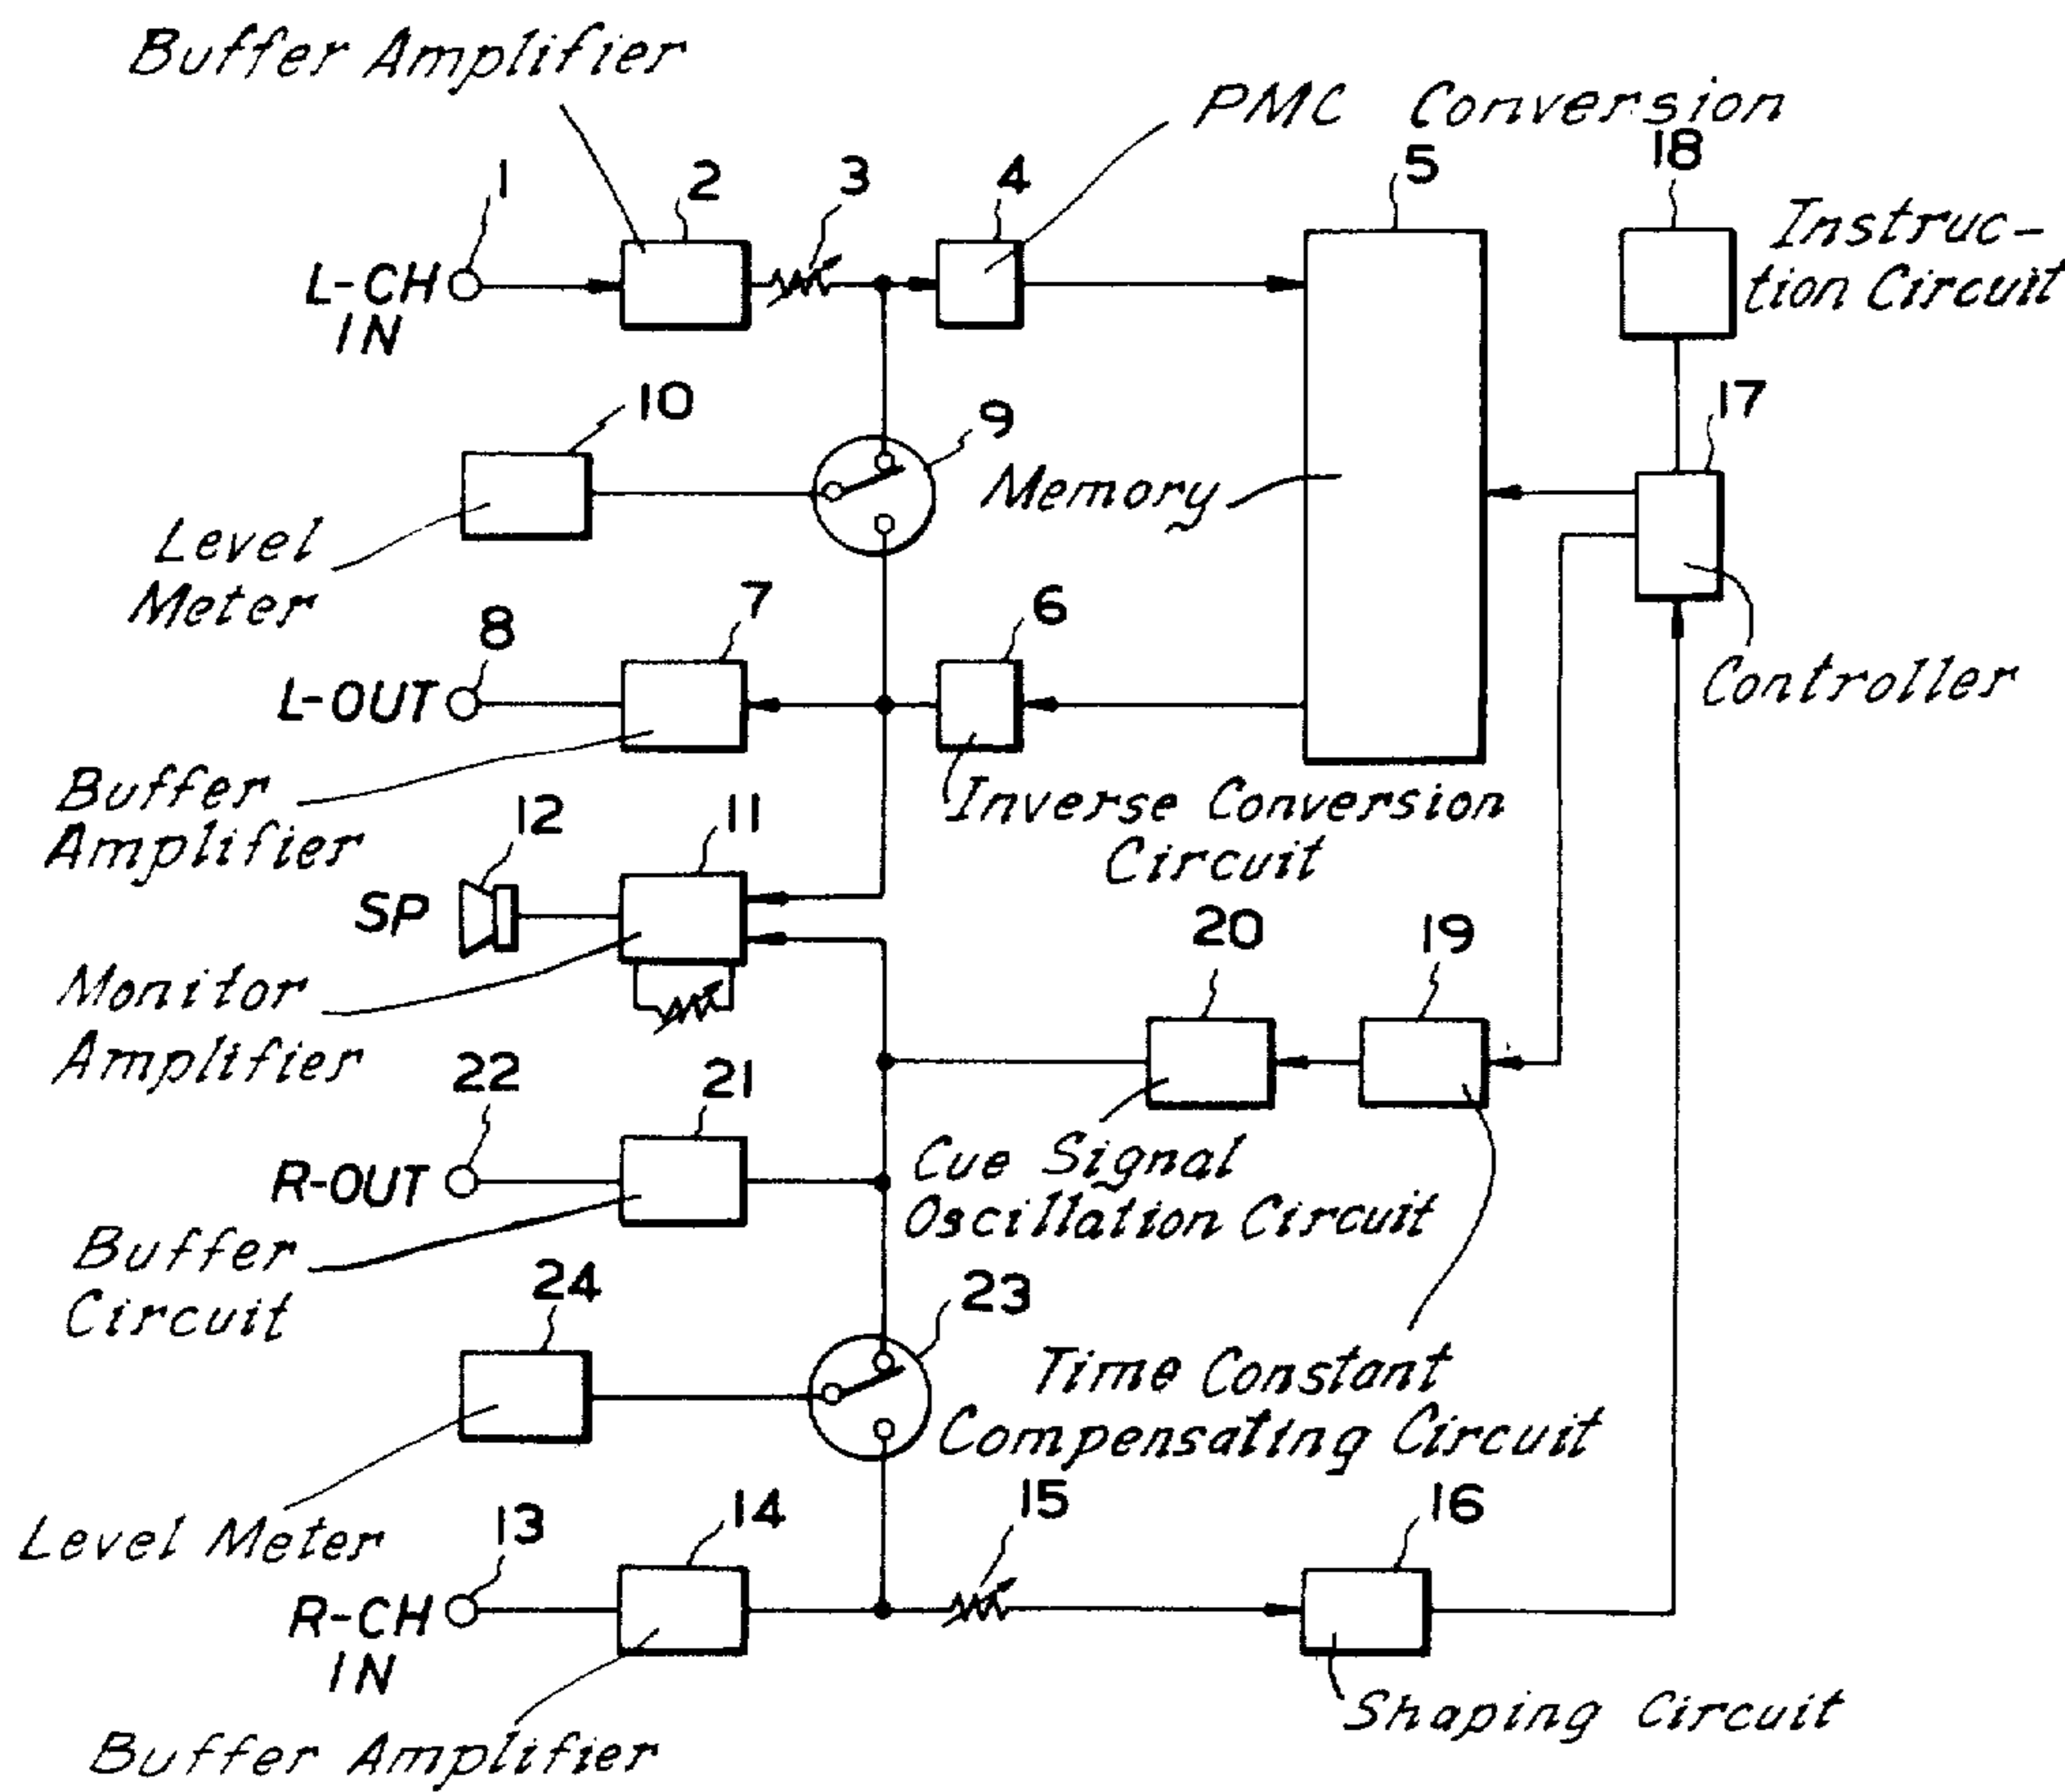 Buffer Amplifier
PMC Conversion
1
2
3
4
5
18
L-CH
IN
Instruc-
tion Circuit
10
9
17
Memory
Level
Meter
8
7
6
Controller
L-OUT
Buffer
Amplifier
Inverse Conversion
Circuit
12
11
SP
20
19
Monitor
Amplifier
22
21
R-OUT
Cue Signal
Oscillation Circuit
Buffer
Circuit
24
23
Time Constant
Compensating Circuit
Level Meter
13
14
15
16
R-CH
IN
Shaping Circuit
Buffer Amplifier